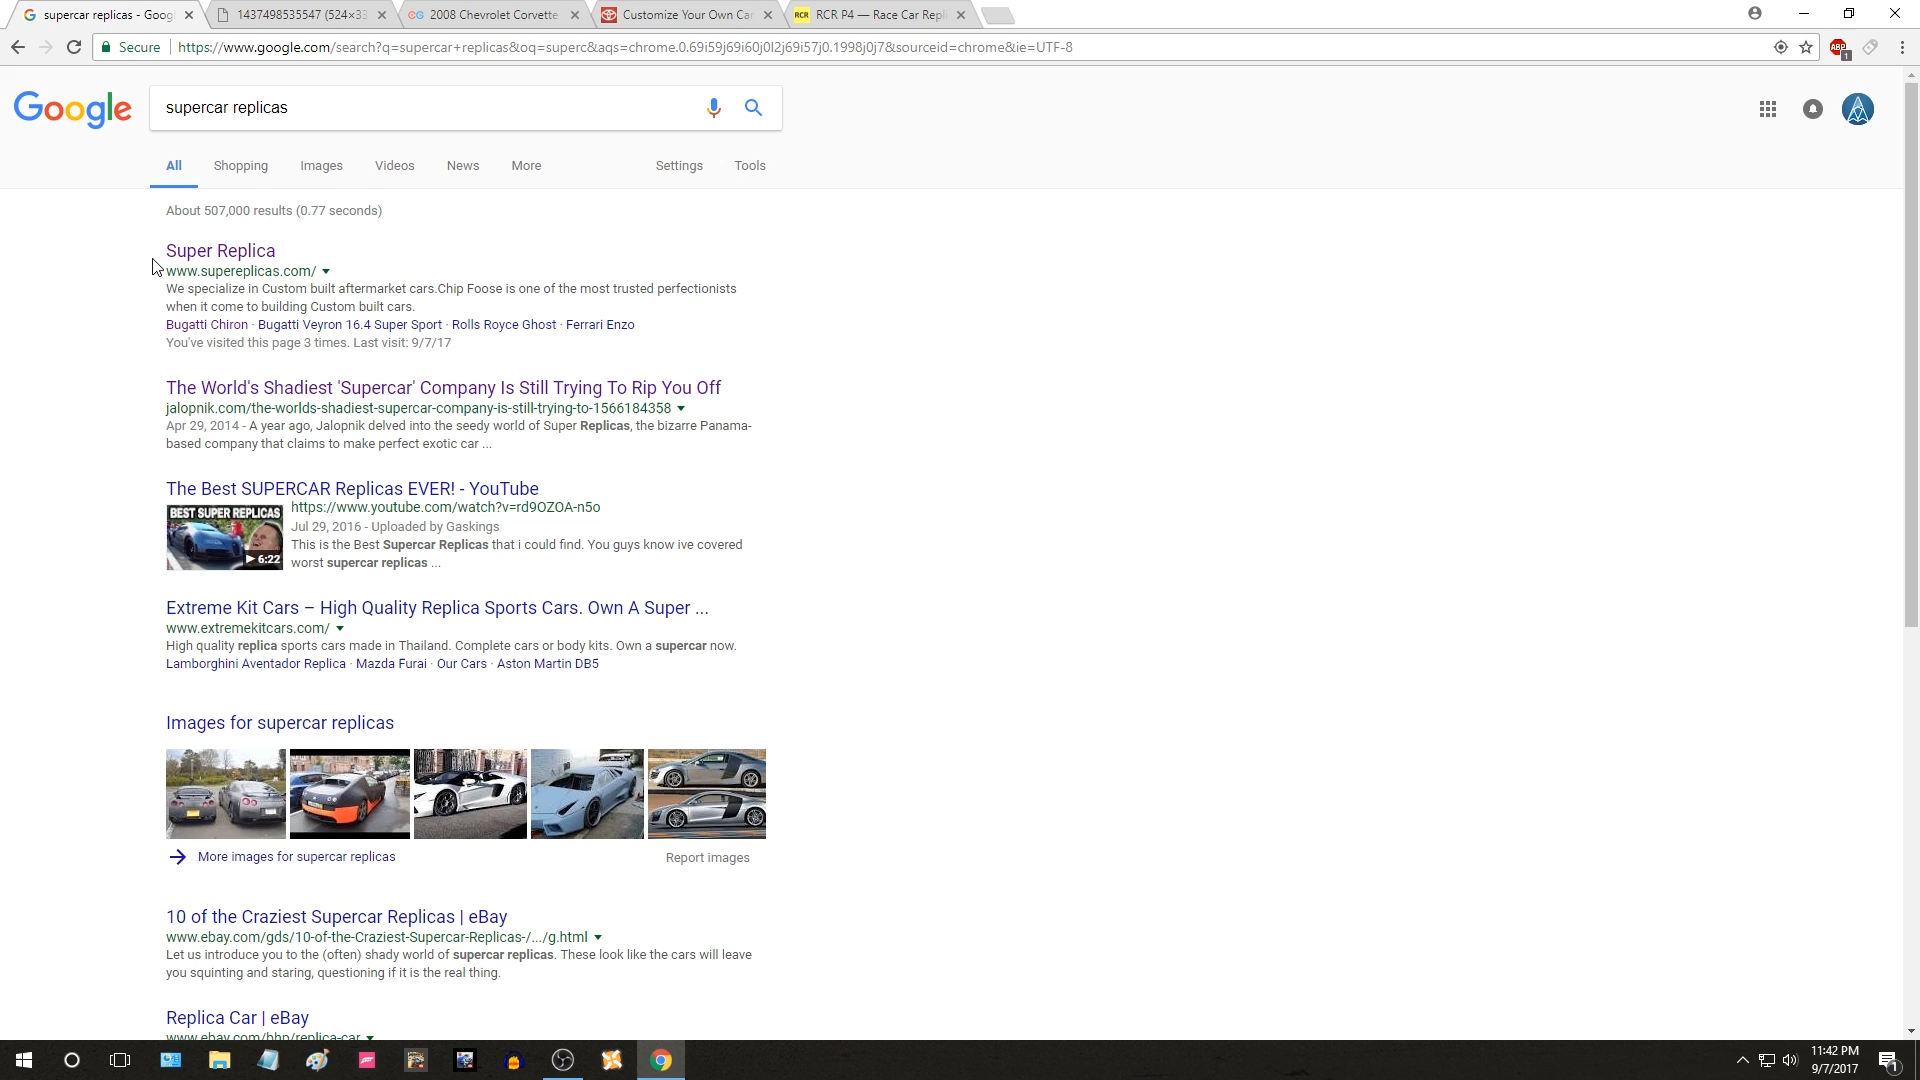 supercar replicas - Goog
1437498535547 (524×33
2008 Chevrolet Corvette
Customize Your Own Car
RCR
RCR P4 — Race Car Repli
Secure
https://www.google.com/search?q=supercar+replicas&oq=superc&aqs=chrome.0.69i59j69i60j0l2j69i57j0.1998j0j7&sourceid=chrome&ie=UTF-8
ABP
1
Google
supercar replicas
All
Shopping
Images
Videos
News
More
Settings
Tools
About 507,000 results (0.77 seconds)
Super Replica
www.supereplicas.com/
We specialize in Custom built aftermarket cars.Chip Foose is one of the most trusted perfectionists
when it come to building Custom built cars.
Bugatti Chiron · Bugatti Veyron 16.4 Super Sport · Rolls Royce Ghost · Ferrari Enzo
You've visited this page 3 times. Last visit: 9/7/17
The World's Shadiest 'Supercar' Company Is Still Trying To Rip You Off
jalopnik.com/the-worlds-shadiest-supercar-company-is-still-trying-to-1566184358
Apr 29, 2014 - A year ago, Jalopnik delved into the seedy world of Super Replicas, the bizarre Panama-
based company that claims to make perfect exotic car ...
The Best SUPERCAR Replicas EVER! - YouTube
https://www.youtube.com/watch?v=rd9OZOA-n5o
BEST SUPER REPLICAS
6:22
Jul 29, 2016 - Uploaded by Gaskings
This is the Best Supercar Replicas that i could find. You guys know ive covered
worst supercar replicas ...
Extreme Kit Cars – High Quality Replica Sports Cars. Own A Super ...
www.extremekitcars.com/
High quality replica sports cars made in Thailand. Complete cars or body kits. Own a supercar now.
Lamborghini Aventador Replica · Mazda Furai · Our Cars · Aston Martin DB5
Images for supercar replicas
More images for supercar replicas
Report images
10 of the Craziest Supercar Replicas | eBay
www.ebay.com/gds/10-of-the-Craziest-Supercar-Replicas-/.../g.html
Let us introduce you to the (often) shady world of supercar replicas. These look like the cars will leave
you squinting and staring, questioning if it is the real thing.
Replica Car | eBay
www.ebay.com/bhp/replica-car
11:42 PM
9/7/2017
1